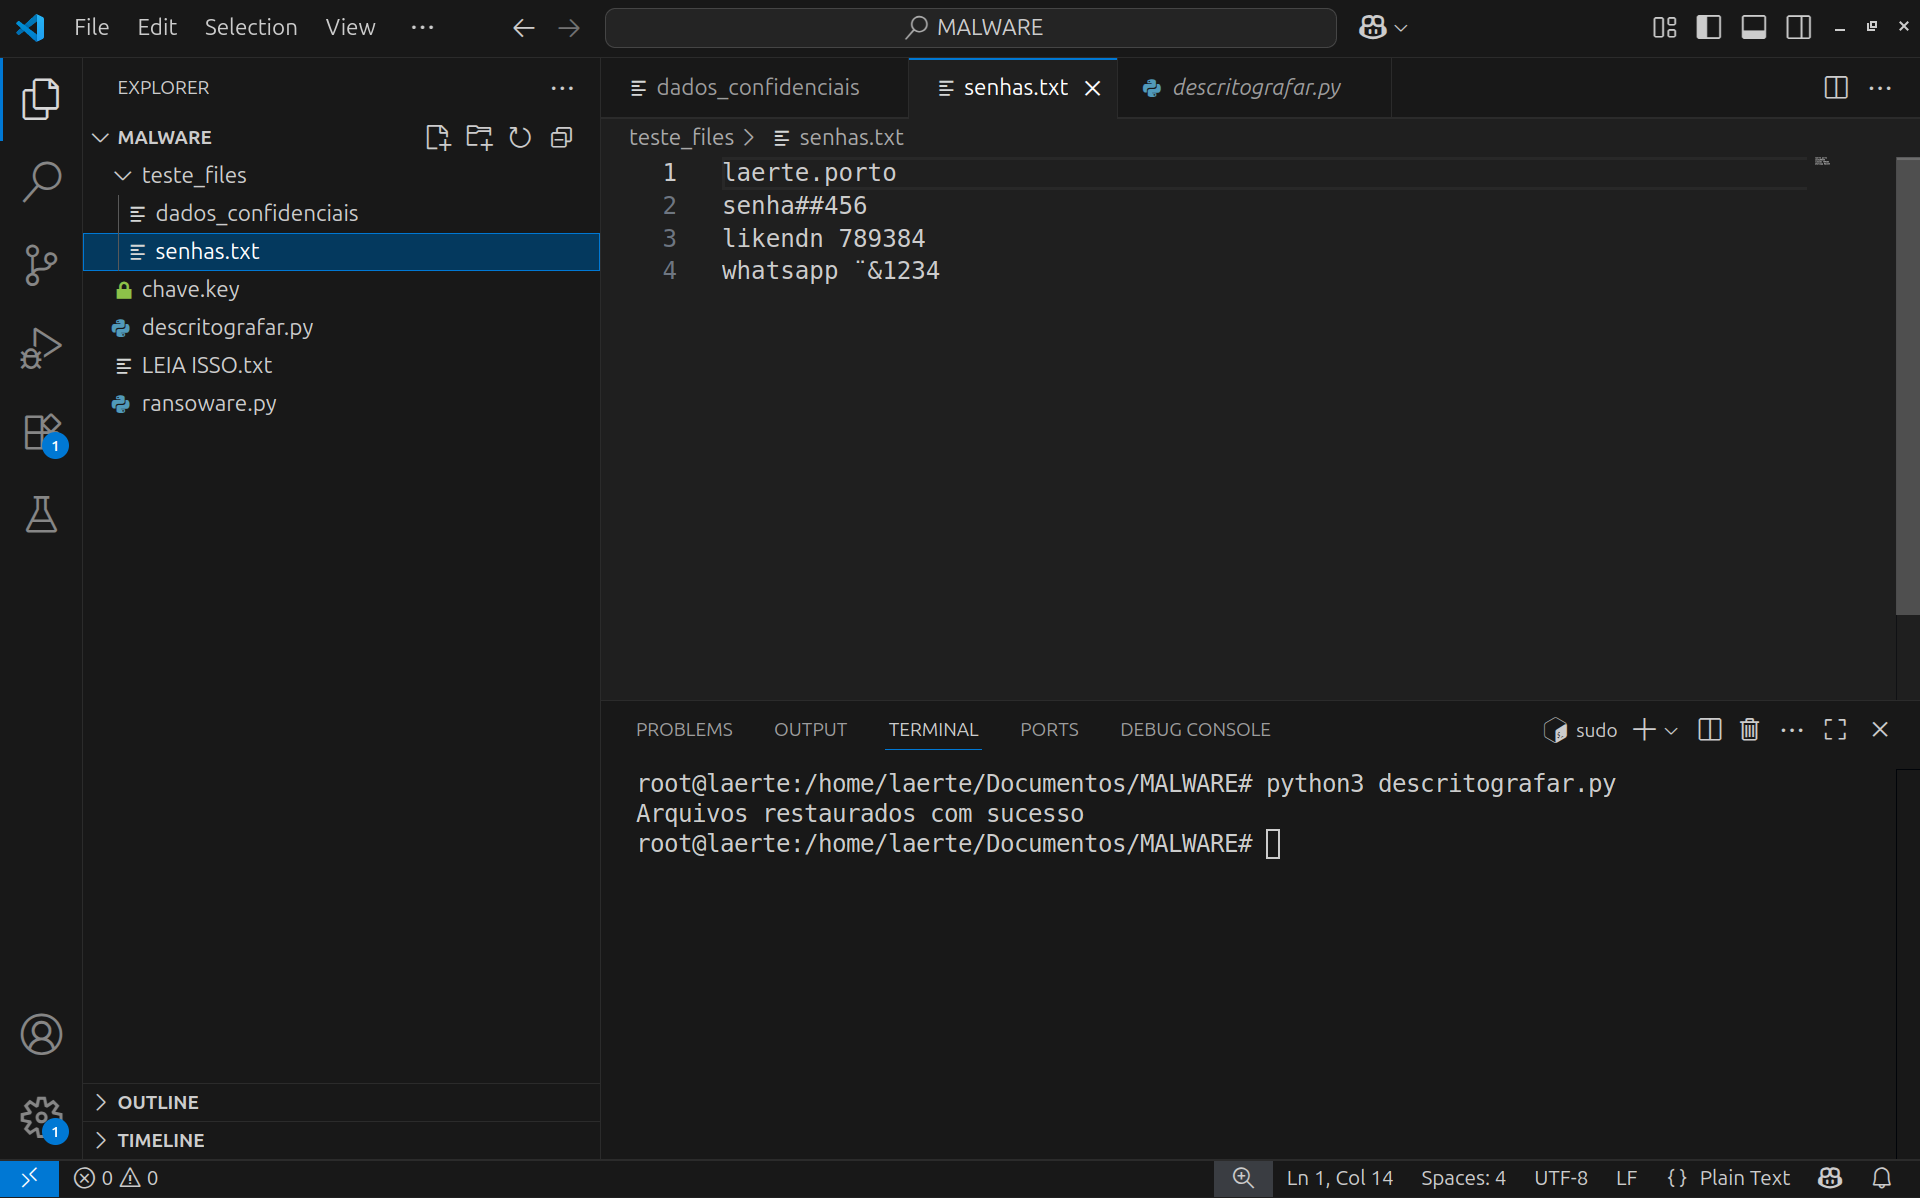 File Edit Selection View ···
MALWARE
EXPLORER
MALWARE
teste_files
dados_confidenciais
senhas.txt
chave.key
descritografar.py
LEIA ISSO.txt
ransoware.py
1
OUTLINE
TIMELINE
1
dados_confidenciais senhas.txt descritografar.py
teste_files > senhas.txt
1 laerte.porto
2 senha##456
3 likendn 789384
4 whatsapp ¨&1234
PROBLEMS OUTPUT TERMINAL PORTS DEBUG CONSOLE sudo
root@laerte:/home/laerte/Documentos/MALWARE# python3 descritografar.py
Arquivos restaurados com sucesso
root@laerte:/home/laerte/Documentos/MALWARE#
0 0 Ln 1, Col 14 Spaces: 4 UTF-8 LF {} Plain Text